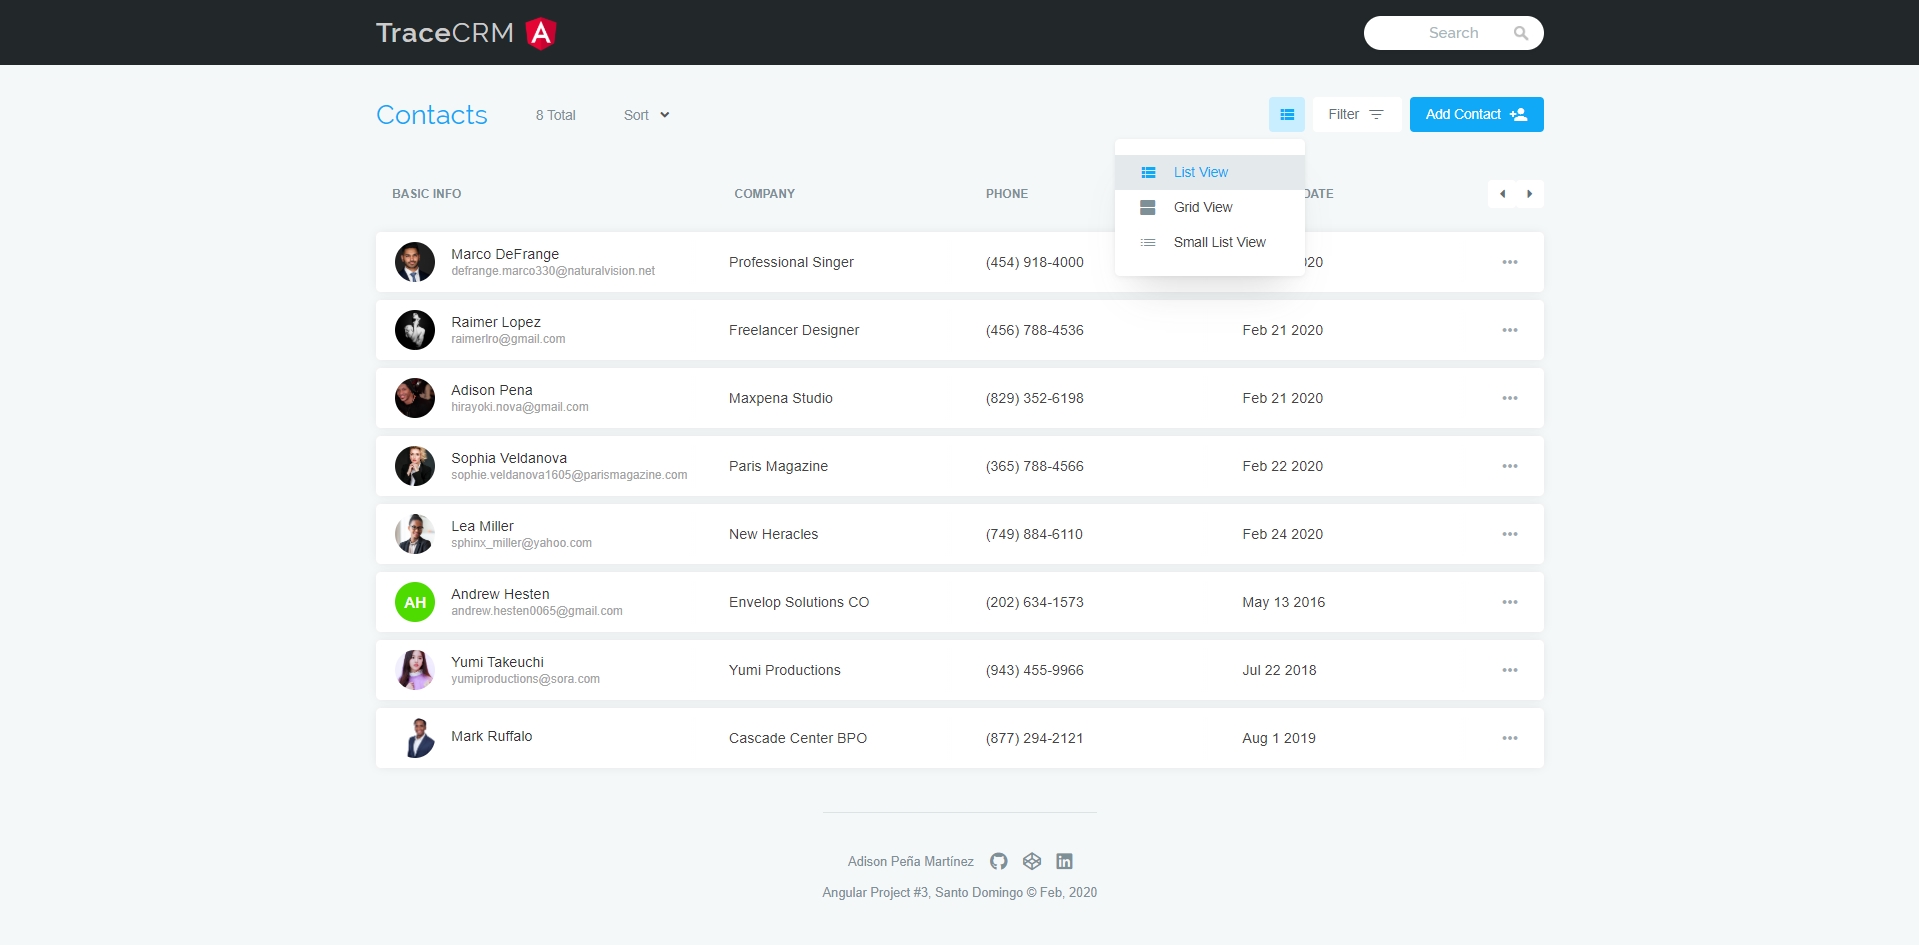 TraceCRM A
Search
Contacts 8 Total Sort Filter Add Contact
List View
Grid View
Small List View
BASIC INFO COMPANY PHONE DATE
Marco DeFrange
defrange.marco330@naturalvision.net
Professional Singer (454) 918-4000 020
Raimer Lopez
raimerlro@gmail.com
Freelancer Designer (456) 788-4536 Feb 21 2020
Adison Pena
hirayoki.nova@gmail.com
Maxpena Studio (829) 352-6198 Feb 21 2020
Sophia Veldanova
sophie.veldanova1605@parismagazine.com
Paris Magazine (365) 788-4566 Feb 22 2020
Lea Miller
sphinx_miller@yahoo.com
New Heracles (749) 884-6110 Feb 24 2020
AH
Andrew Hesten
andrew.hesten0065@gmail.com
Envelop Solutions CO (202) 634-1573 May 13 2016
Yumi Takeuchi
yumiproductions@sora.com
Yumi Productions (943) 455-9966 Jul 22 2018
Mark Ruffalo Cascade Center BPO (877) 294-2121 Aug 1 2019
Adison Peña Martínez in
Angular Project #3, Santo Domingo © Feb, 2020